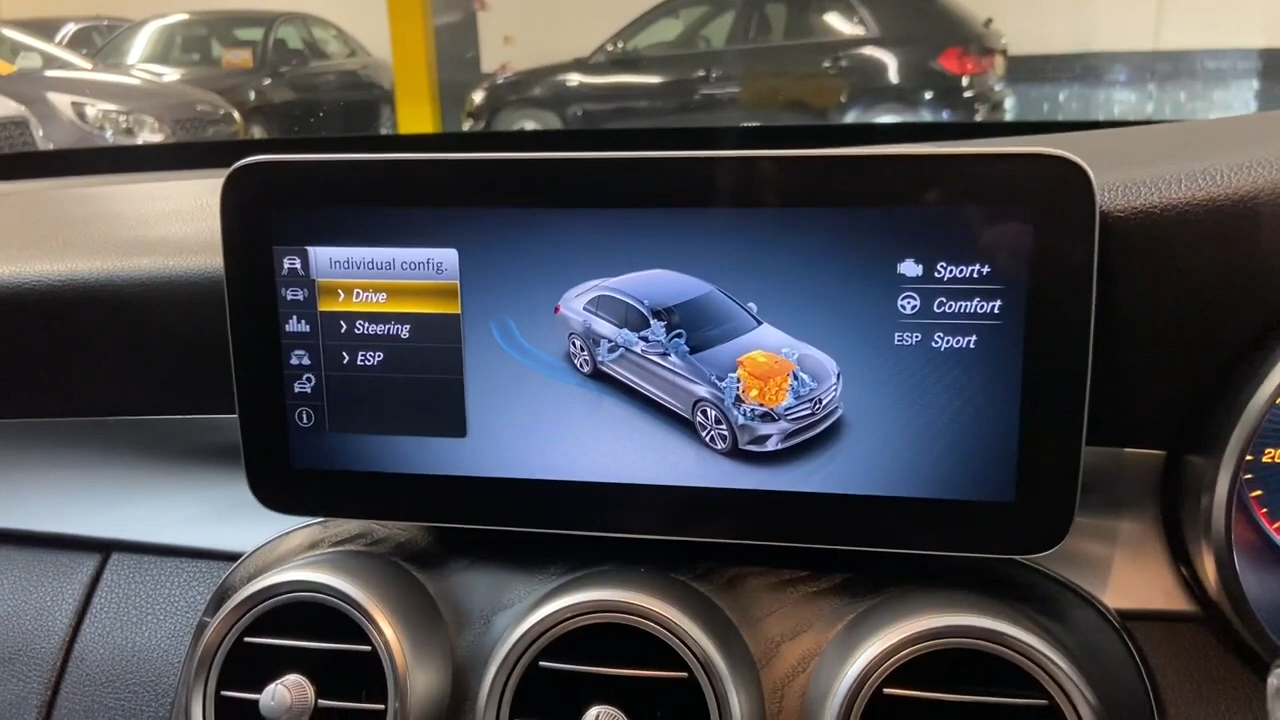 Individual config.
Drive
Steering
ESP
Sport+
Comfort
ESP Sport